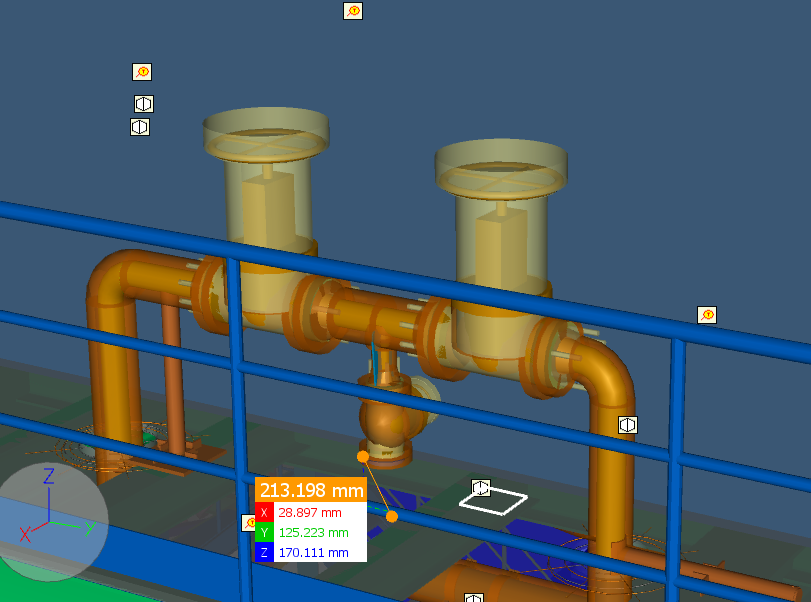 Z
X
Y
213.198 mm
X 28.897 mm
Y 125.223 mm
Z 170.111 mm